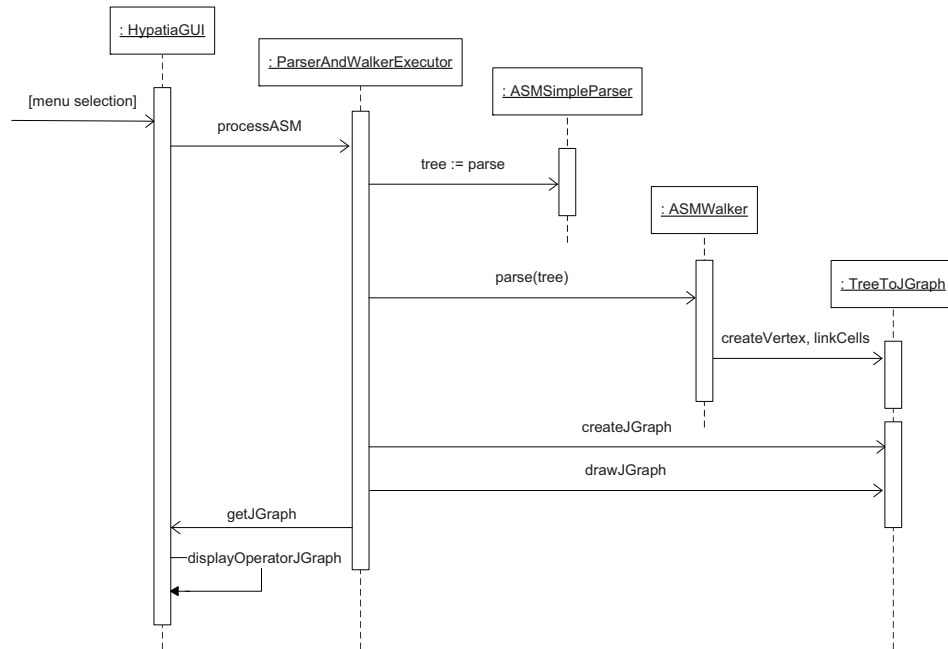 : HypatiaGUI
: ParserAndWalkerExecutor
: ASMSimpleParser
[menu selection]
processASM
tree := parse
: ASMWalker
parse(tree)
: TreeToJGraph
createVertex, linkCells
createJGraph
drawJGraph
getJGraph
displayOperatorJGraph